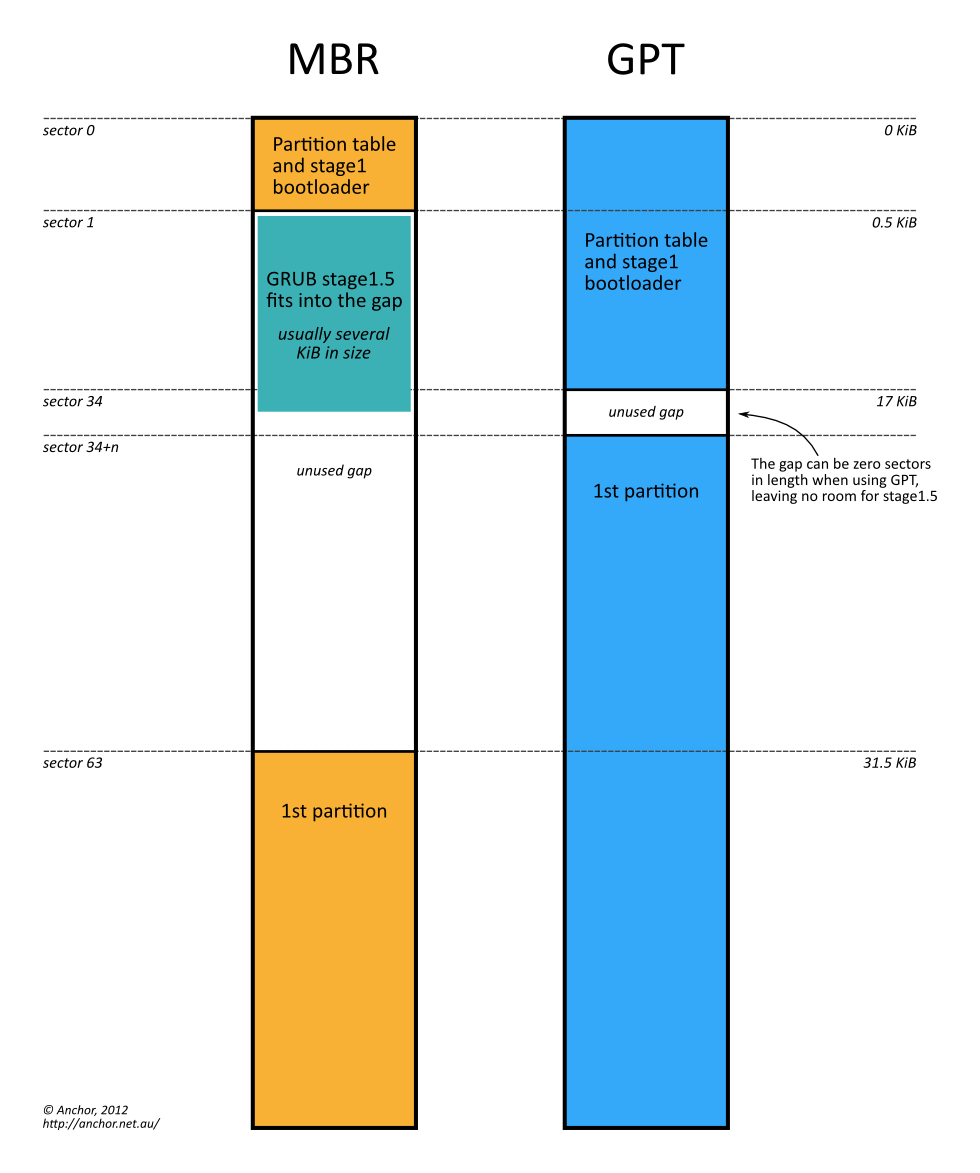 MBR
GPT
sector 0
0 KiB
Partition table
and stage1
bootloader
sector 1
0.5 KiB
Partition table
and stage1
bootloader
GRUB stage1.5
fits into the gap
usually several
KiB in size
sector 34
17 KiB
unused gap
sector 34+n
The gap can be zero sectors
in length when using GPT,
leaving no room for stage1.5
unused gap
1st partition
sector 63
31.5 KiB
1st partition
© Anchor, 2012
http://anchor.net.au/